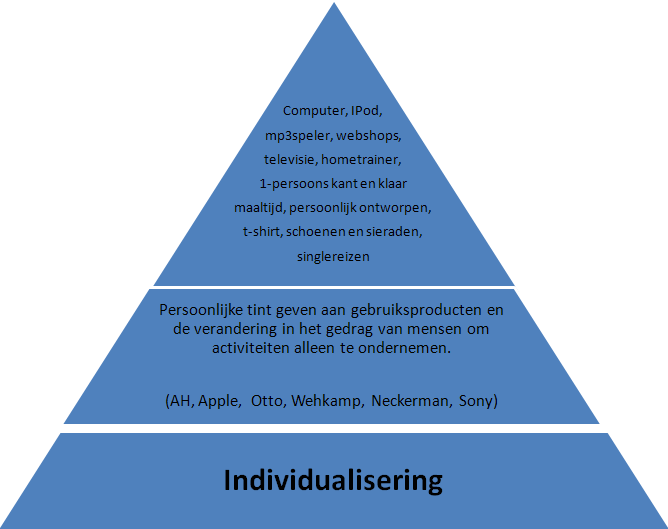 Computer, IPod,
mp3speler, webshops,
televisie, hometrainer,
1-persoons kant en klaar
maaltijd, persoonlijk ontworpen,
t-shirt, schoenen en sieraden,
singlereizen
Persoonlijke tint geven aan gebruiksproducten en
de verandering in het gedrag van mensen om
activiteiten alleen te ondernemen.
(AH, Apple, Otto, Wehkamp, Neckerman, Sony)
Individualisering